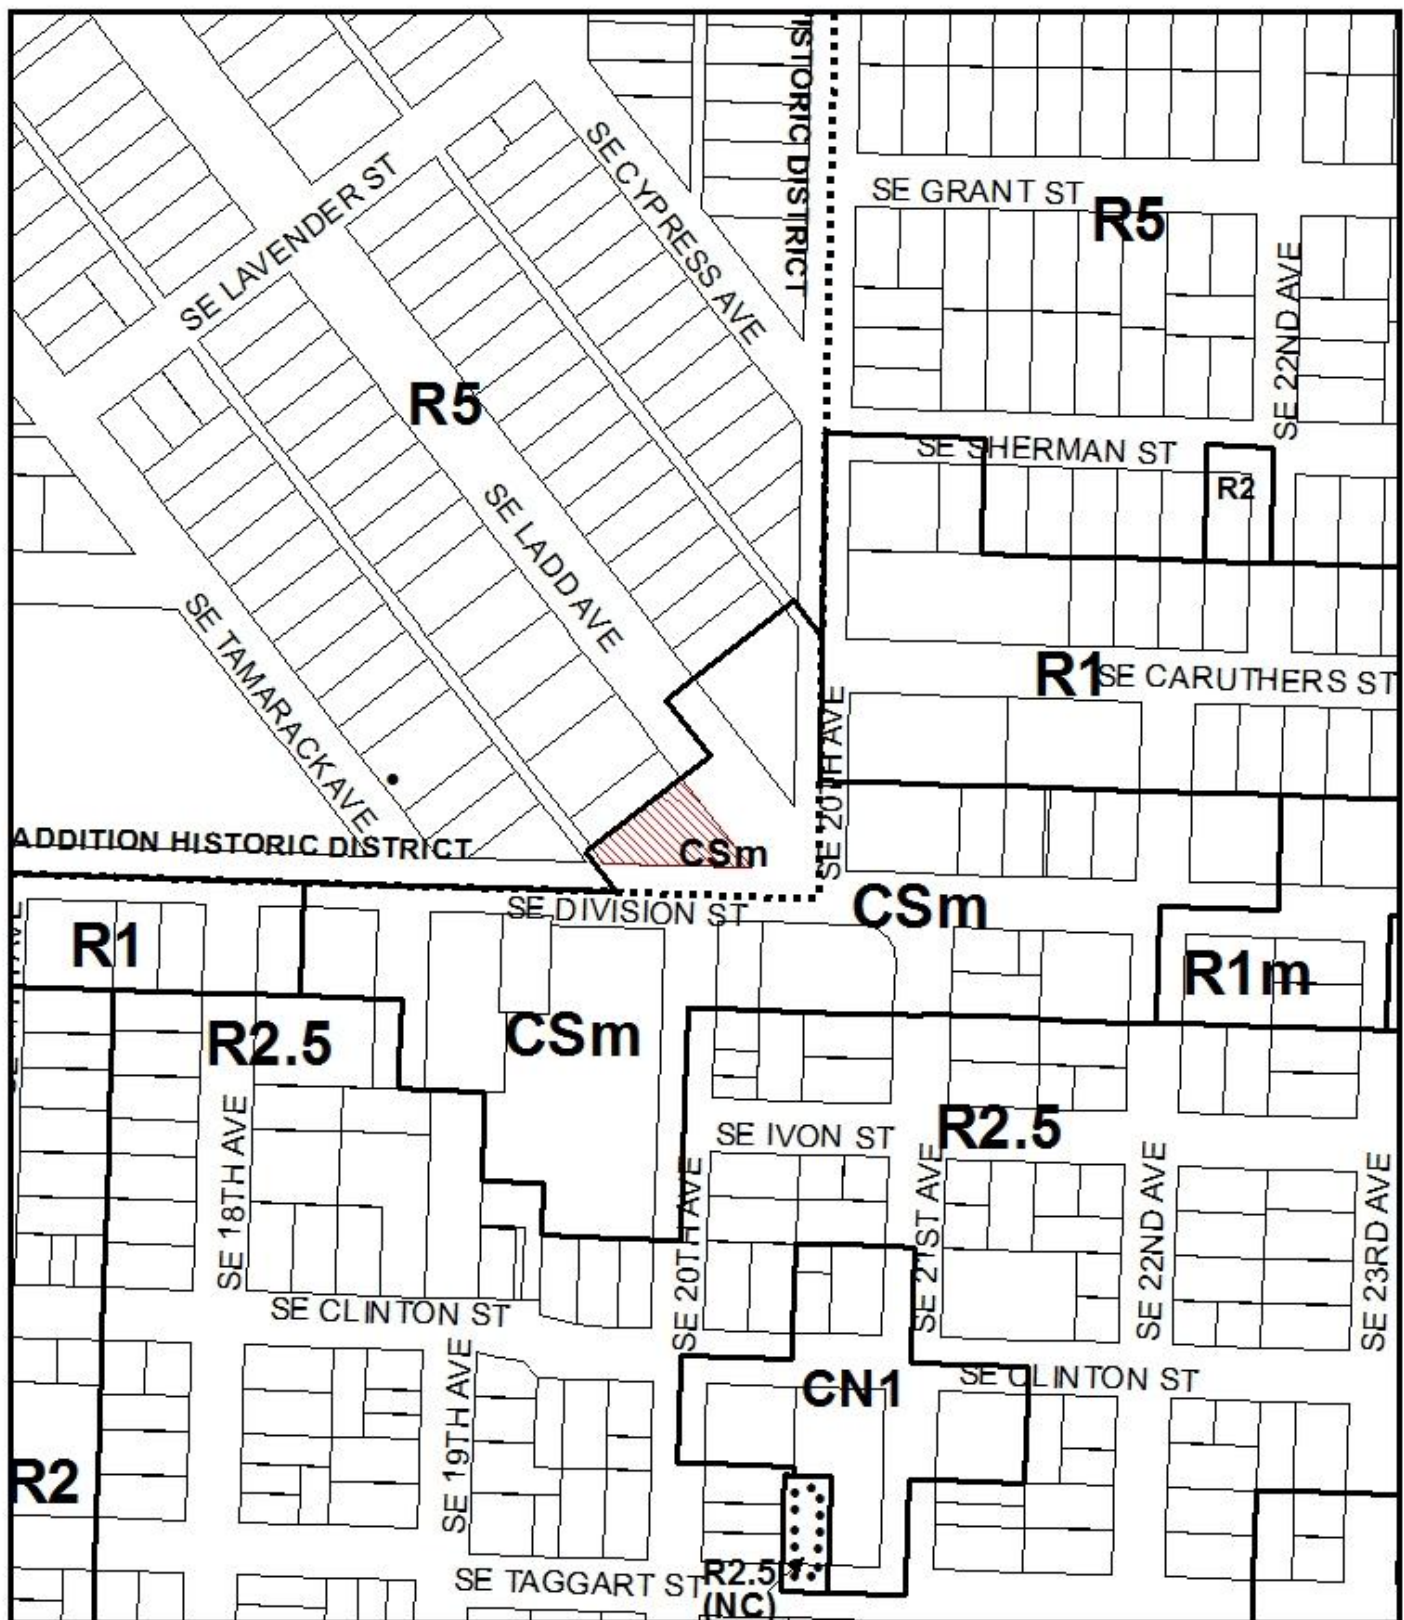 ISTORIC DISTRICT
SE CYPRESS AVE
SE LAVENDER ST
SE GRANT ST
R5
SE 22ND AVE
R5
SE SHERMAN ST
R2
SE LADD AVE
SE TAMARACK AVE
R1
SE CARUTHERS ST
SE 20TH AVE
ADDITION HISTORIC DISTRICT
CSm
SE DIVISION ST
CSm
R1
R1m
R2.5
CSm
SE 18TH AVE
SE IVON ST
R2.5
SE 20TH AVE
SE 21ST AVE
SE 22ND AVE
SE 23RD AVE
SE CLINTON ST
SE 19TH AVE
CN1
SE CLINTON ST
R2
SE TAGGART ST
R2.5
(NC)